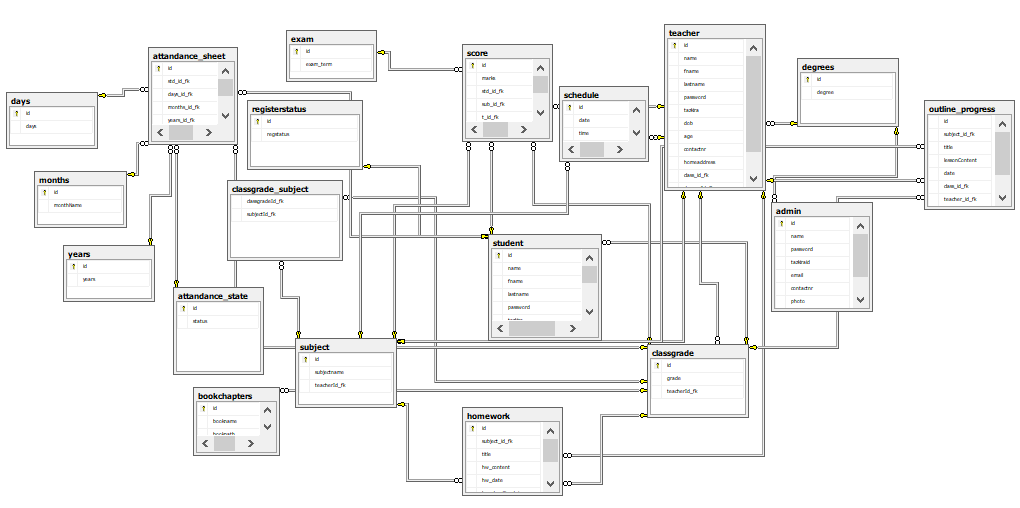 exam
id
exam_term
attandance_sheet
id
std_id_fk
days_id_fk
months_id_fk
years_id_fk
score
id
marks
std_id_fk
sub_id_fk
t_id_fk
teacher
id
name
fname
lastname
password
tazkira
dob
age
contactnr
homeaddress
class_id_fk
degrees
id
degree
days
id
days
registerstatus
id
regstatus
schedule
id
date
time
outline_progress
id
subject_id_fk
title
lessonContent
date
class_id_fk
teacher_id_fk
months
id
monthName
classgrade_subject
classgradeId_fk
subjectId_fk
admin
id
name
password
tazkiraid
email
contactnr
photo
years
id
years
student
id
name
fname
lastname
password
attandance_state
id
status
subject
id
subjectname
teacherId_fk
classgrade
id
grade
teacherId_fk
bookchapters
id
bookname
bookpath
homework
id
subject_id_fk
title
hw_content
hw_date